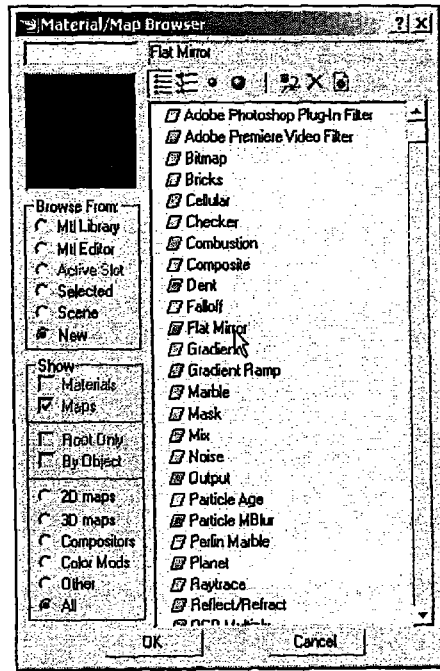 Material/Map Browser
Flat Mirror
Adobe Photoshop Plug-In Filter
Adobe Premiere Video Filter
Bitmap
Bricks
Cellular
Checker
Combustion
Composite
Dent
Falloff
Flat Mirror
Gradient
Gradient Ramp
Marble
Mask
Mix
Noise
Output
Particle Age
Particle MBlur
Perlin Marble
Planet
Raytrace
Reflect/Refract
Browse From:
Mtl Library
Mtl Editor
Active Slot
Selected
Scene
New
Show
Materials
Maps
Root Only
By Object
2D maps
3D maps
Compositors
Color Mods
Other
All
OK
Cancel